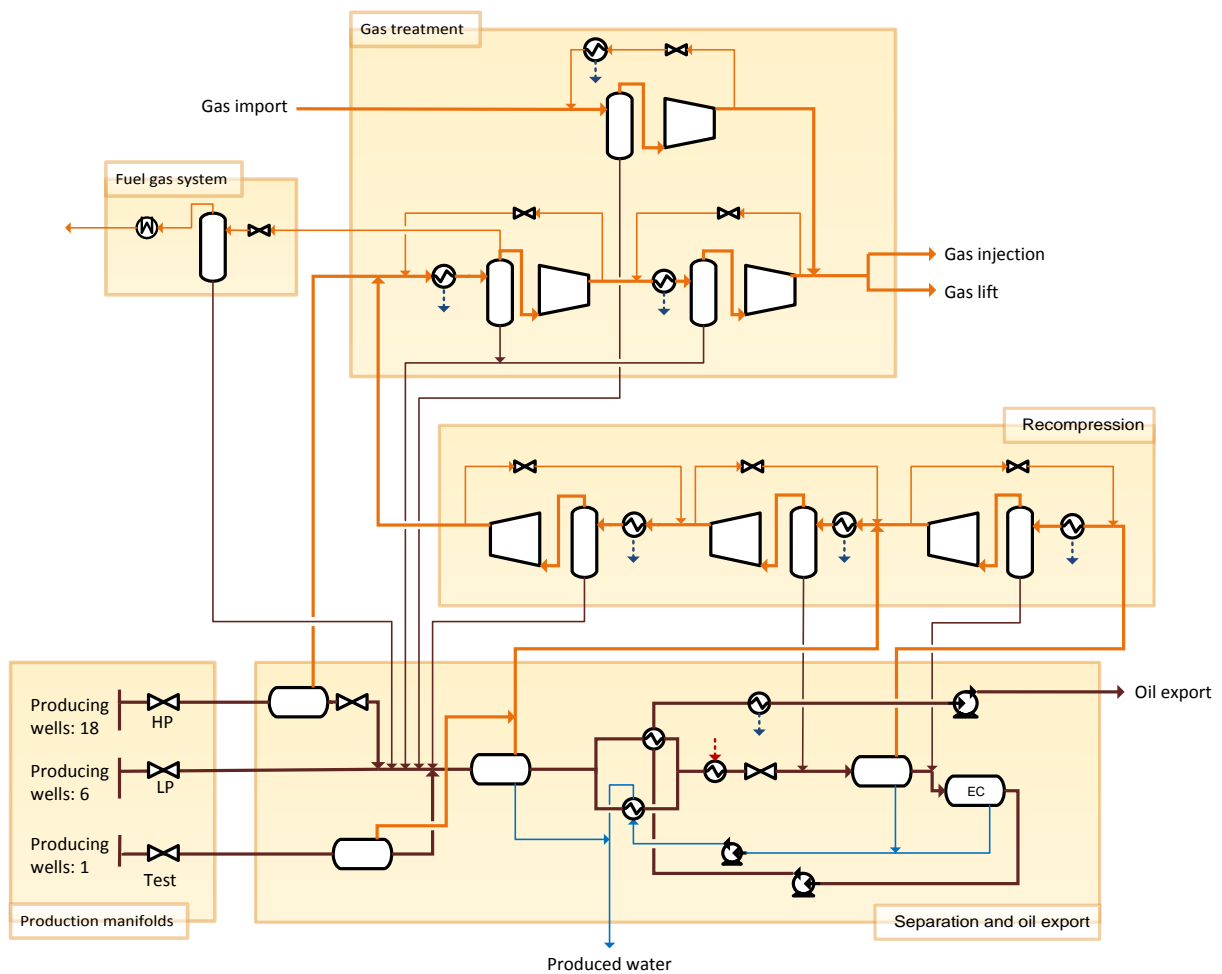 Gas treatment
Gas import
Fuel gas system
Gas injection
Gas lift
Recompression
Producing
wells: 18
HP
Oil export
Producing
wells: 6
LP
EC
Producing
wells: 1
Test
Production manifolds
Separation and oil export
Produced water